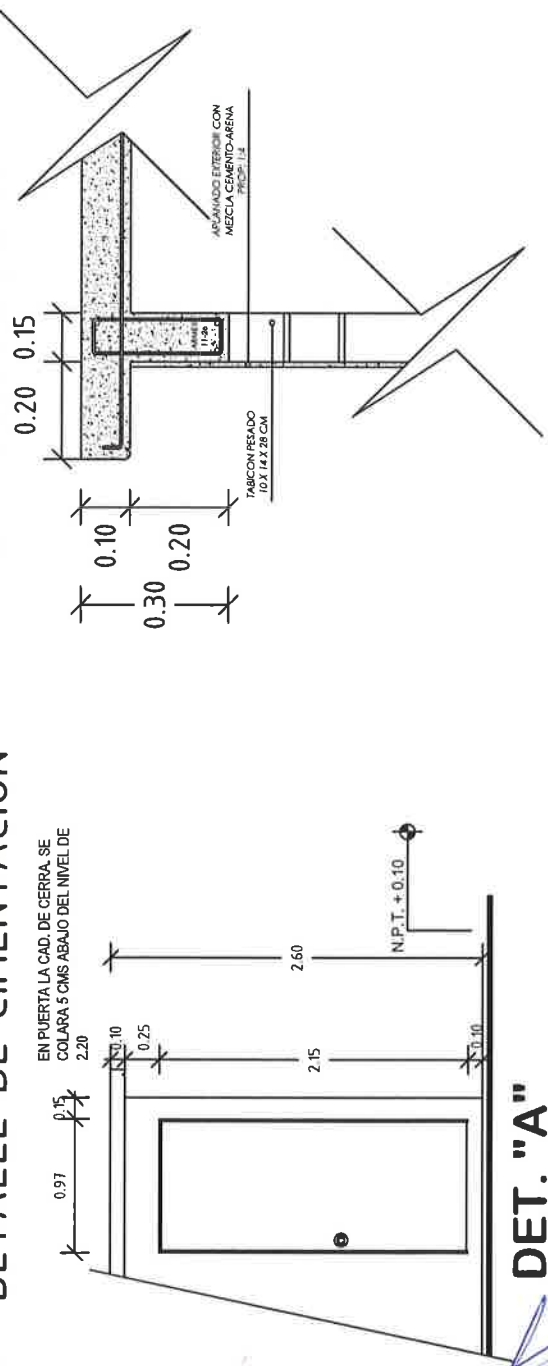 DETALLE DE CIMENTACION
EN PUERTA LA CAD. DE CERRA. SE
COLARA 5 CMS ABAJO DEL NIVEL DE
2.20
0.97
0.15
0.10
0.25
2.15
0.10
2.60
N.P.T. + 0.10
DET. "A"
0.20
0.15
0.10
0.20
0.30
TABICON PESADO
10 X 14 X 28 CM
APLANADO EXTERIOR CON
MEZCLA CEMENTO-ARENA
PROP: 1:4